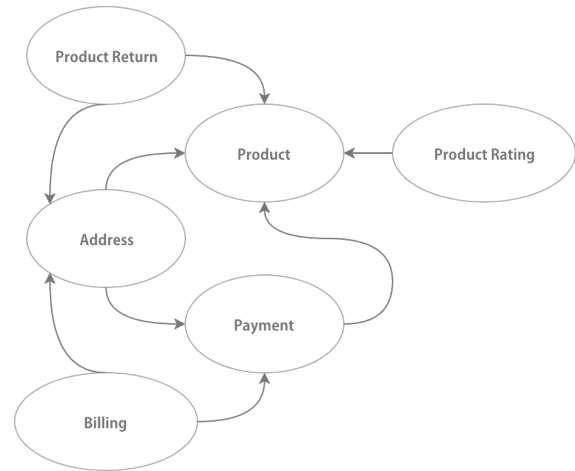 Product Return
Product
Product Rating
Address
Payment
Billing